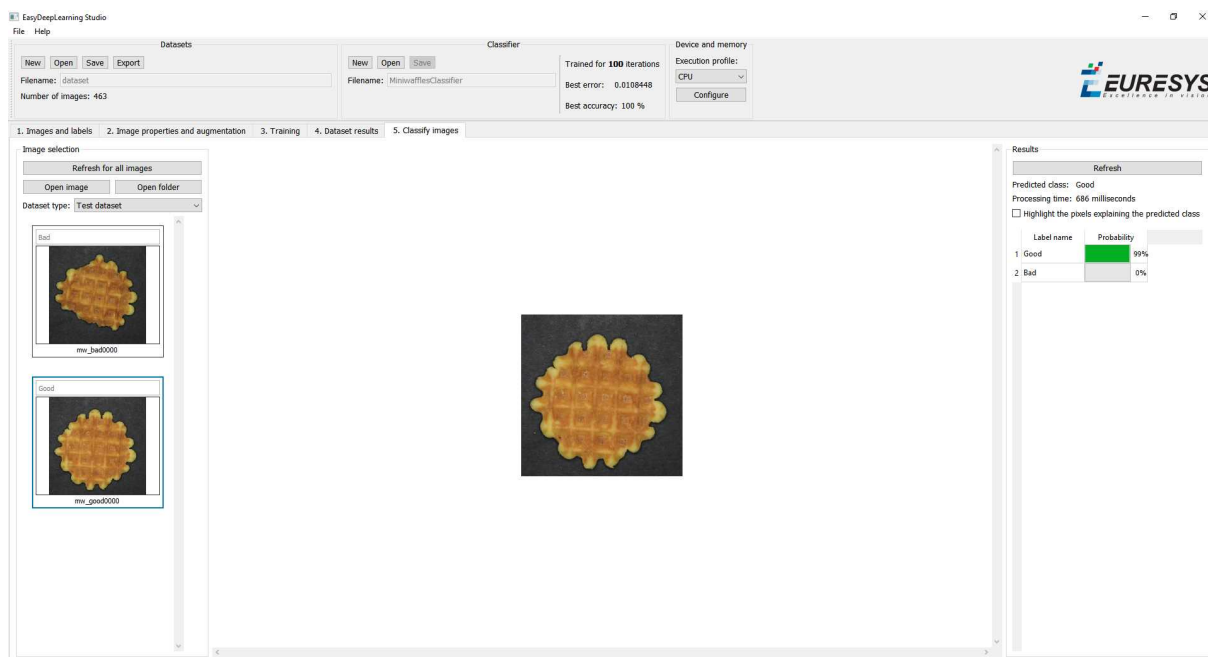 EasyDeepLearning Studio
File Help
Datasets
New Open Save Export
Filename: dataset
Number of images: 463
Classifier
New Open Save
Filename: MiniwafflesClassifier
Trained for 100 iterations
Best error: 0.0108448
Best accuracy: 100 %
Device and memory
Execution profile:
CPU
Configure
EURESYS
Excellence in vision
1. Images and labels 2. Image properties and augmentation 3. Training 4. Dataset results 5. Classify images
Image selection
Refresh for all images
Open image Open folder
Dataset type: Test dataset
Bad
mw_bad0000
Good
mw_good0000
Results
Refresh
Predicted class: Good
Processing time: 686 milliseconds
Highlight the pixels explaining the predicted class
Label name Probability
1 Good 99%
2 Bad 0%